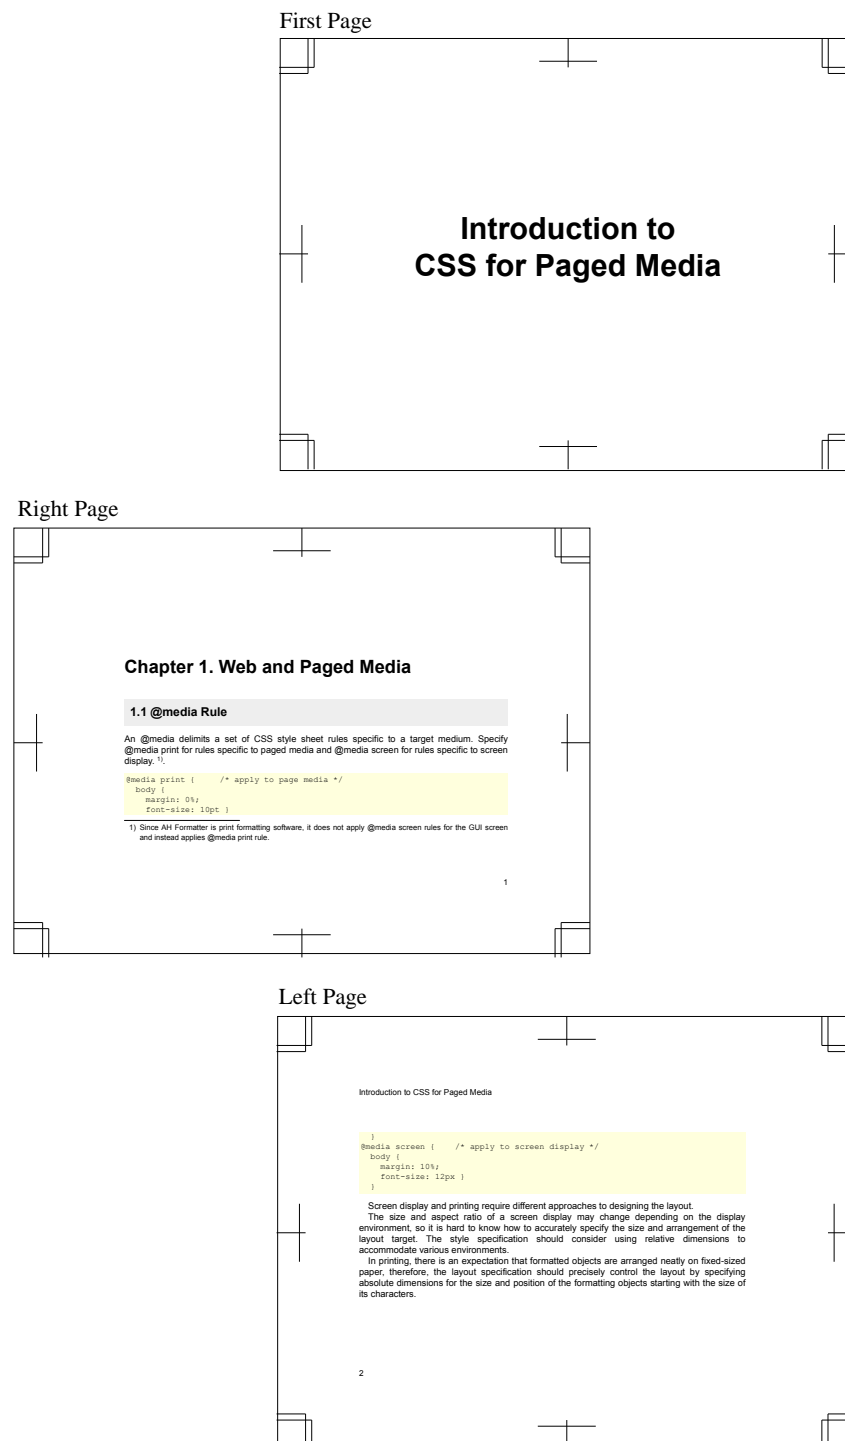 First Page
Introduction to
CSS for Paged Media
Right Page
Chapter 1. Web and Paged Media
1.1 @media Rule
An @media delimits a set of CSS style sheet rules specific to a target medium. Specify
@media print for rules specific to paged media and @media screen for rules specific to screen
display. 1).
@media print {     /* apply to page media */
  body {
    margin: 0%;
    font-size: 10pt }
1) Since AH Formatter is print formatting software, it does not apply @media screen rules for the GUI screen
and instead applies @media print rule.
1
Left Page
Introduction to CSS for Paged Media
  }
@media screen {    /* apply to screen display */
  body {
    margin: 10%;
    font-size: 12px }
  }
Screen display and printing require different approaches to designing the layout.
The size and aspect ratio of a screen display may change depending on the display
environment, so it is hard to know how to accurately specify the size and arrangement of the
layout target. The style specification should consider using relative dimensions to
accommodate various environments.
In printing, there is an expectation that formatted objects are arranged neatly on fixed-sized
paper, therefore, the layout specification should precisely control the layout by specifying
absolute dimensions for the size and position of the formatting objects starting with the size of
its characters.
2